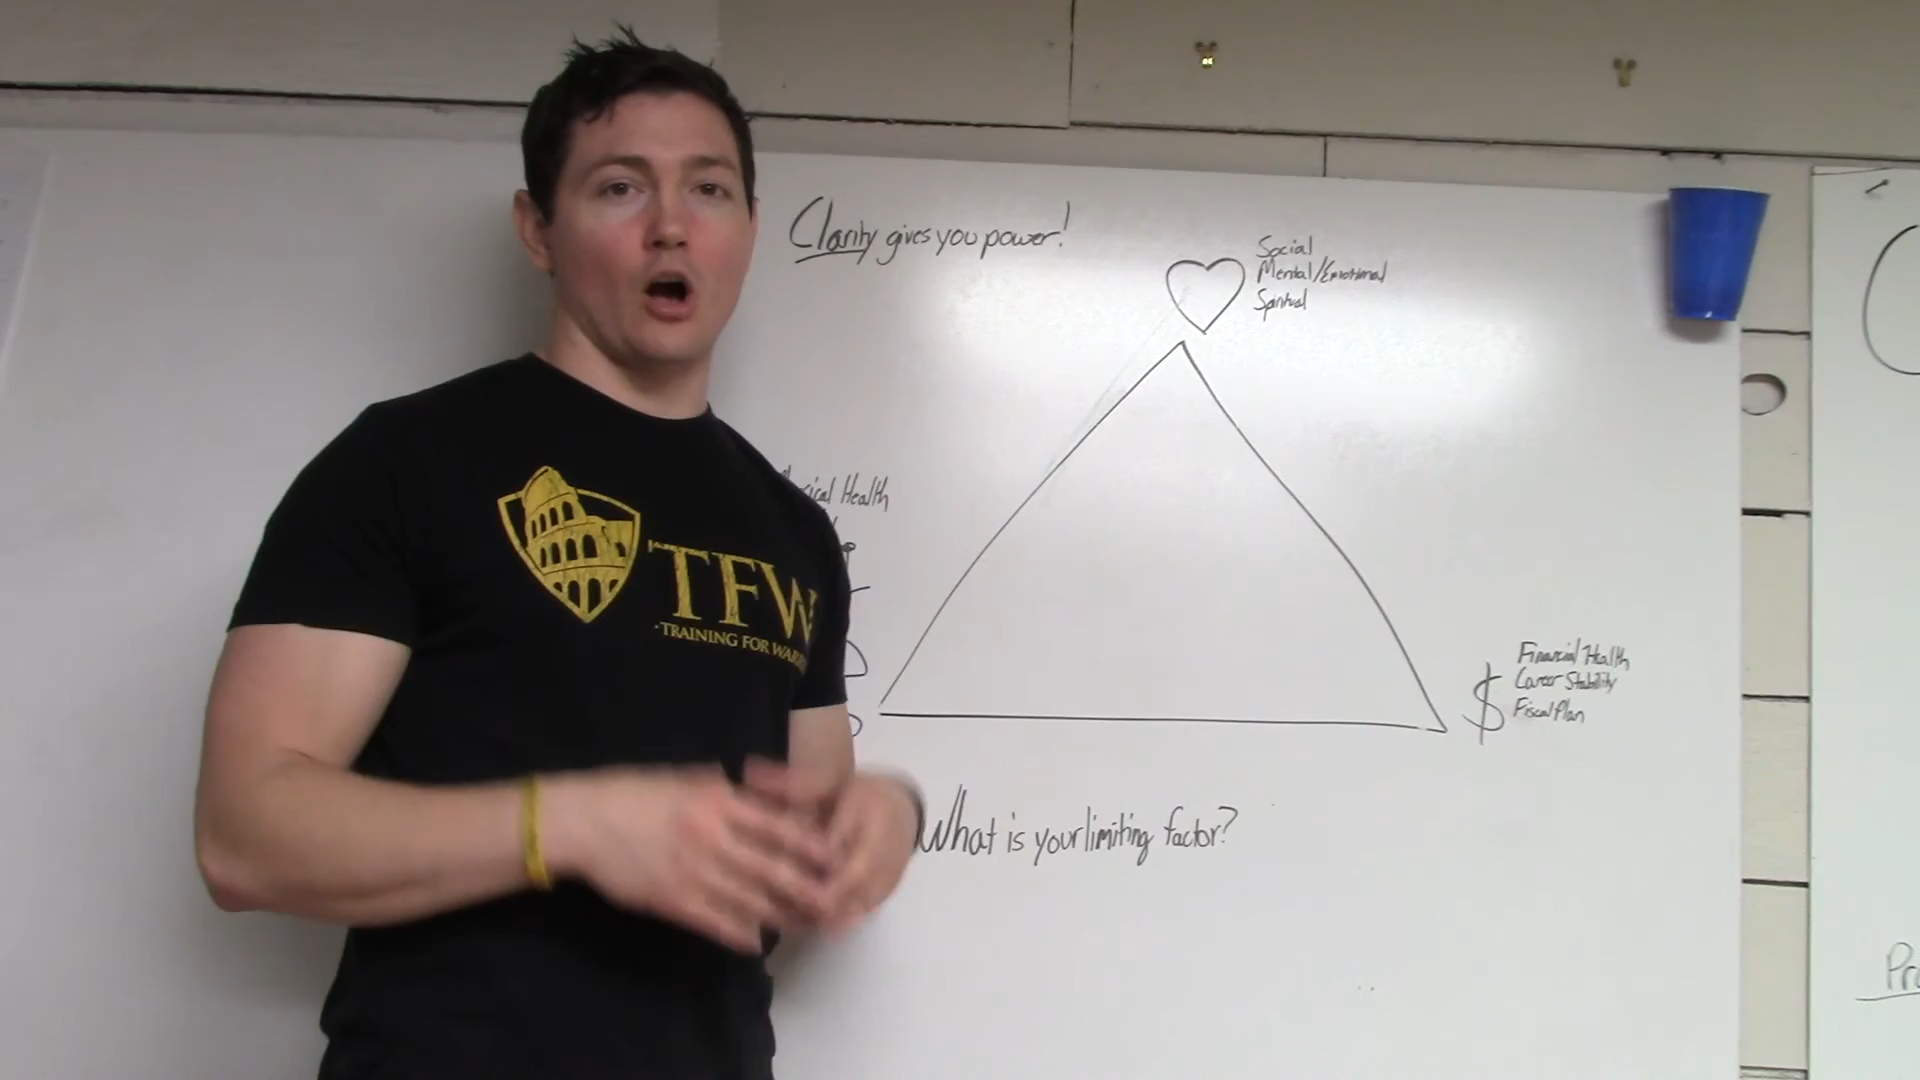 Clarity gives you power!
Social
Mental/Emotional
Spiritual
Health
TFW
·TRAINING FOR
Financial Health
Career Stability
Fiscal Plan
$
What is your limiting factor?